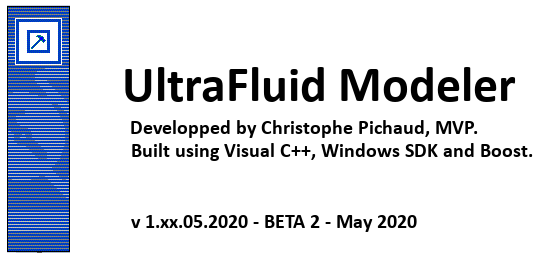 UltraFluid Modeler
Developped by Christophe Pichaud, MVP.
Built using Visual C++, Windows SDK and Boost.
v 1.xx.05.2020 - BETA 2 - May 2020